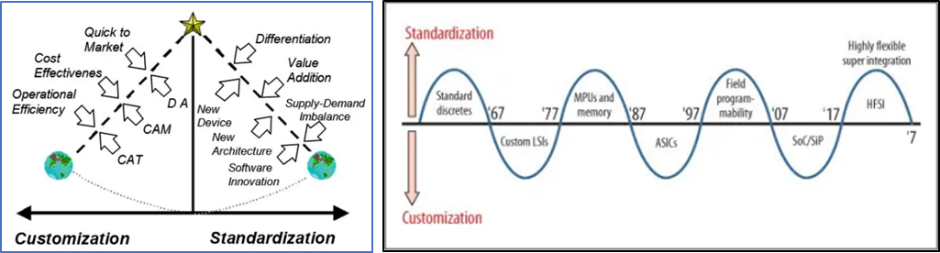 Quick to
Market
Cost
Effectivenes
Operational
Efficiency
D A
CAM
CAT
Differentiation
Value
Addition
Supply-Demand
Imbalance
New
Device
New
Architecture
Software
Innovation
Customization
Standardization
Standardization
Customization
Standard
discretes
'67
Custom LSIs
'77
MPUs and
memory
'87
ASICs
'97
Field
program-
mability
'07
SoC/SiP
'17
Highly flexible
super integration
HFSI
'7